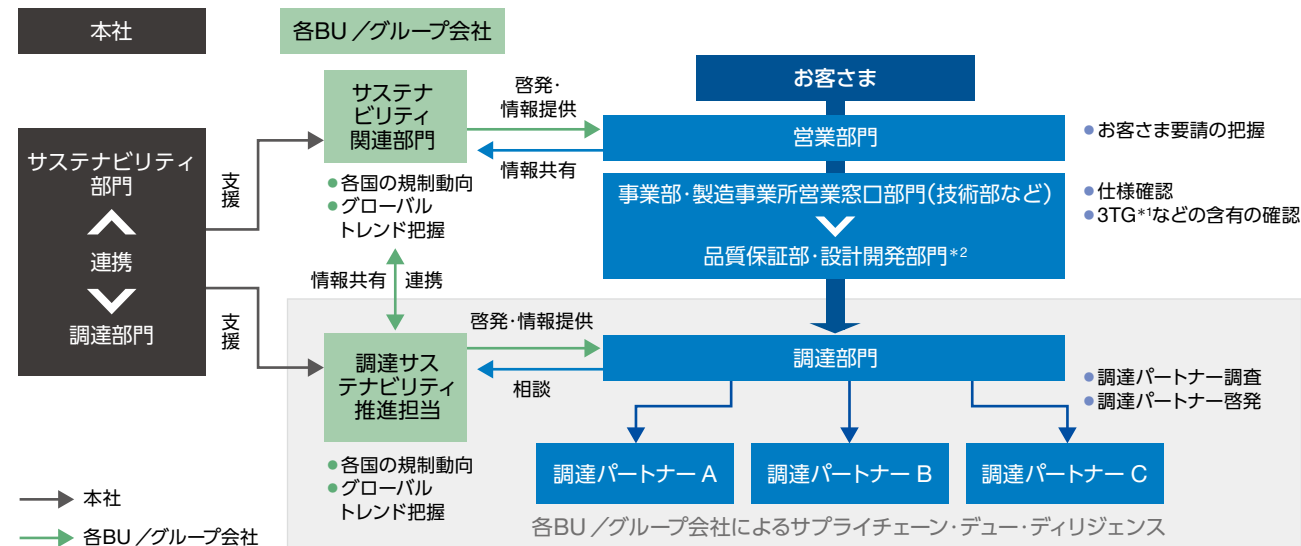 本社
各BU／グループ会社
サステナビリティ
部門
連携
調達部門
支援
支援
サステナ
ビリティ
関連部門
●各国の規制動向
●グローバル
トレンド把握
情報共有
連携
調達サス
テナビリティ
推進担当
●各国の規制動向
●グローバル
トレンド把握
啓発・
情報提供
情報共有
啓発・情報提供
相談
お客さま
営業部門
●お客さま要請の把握
事業部・製造事業所営業窓口部門（技術部など）
品質保証部・設計開発部門*2
●仕様確認
●3TG*1などの含有の確認
調達部門
●調達パートナー調査
●調達パートナー啓発
調達パートナー A
調達パートナー B
調達パートナー C
各BU／グループ会社によるサプライチェーン・デュー・ディリジェンス
本社
各BU／グループ会社